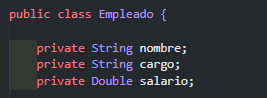 public class Empleado {
private String nombre;
private String cargo;
private Double salario;